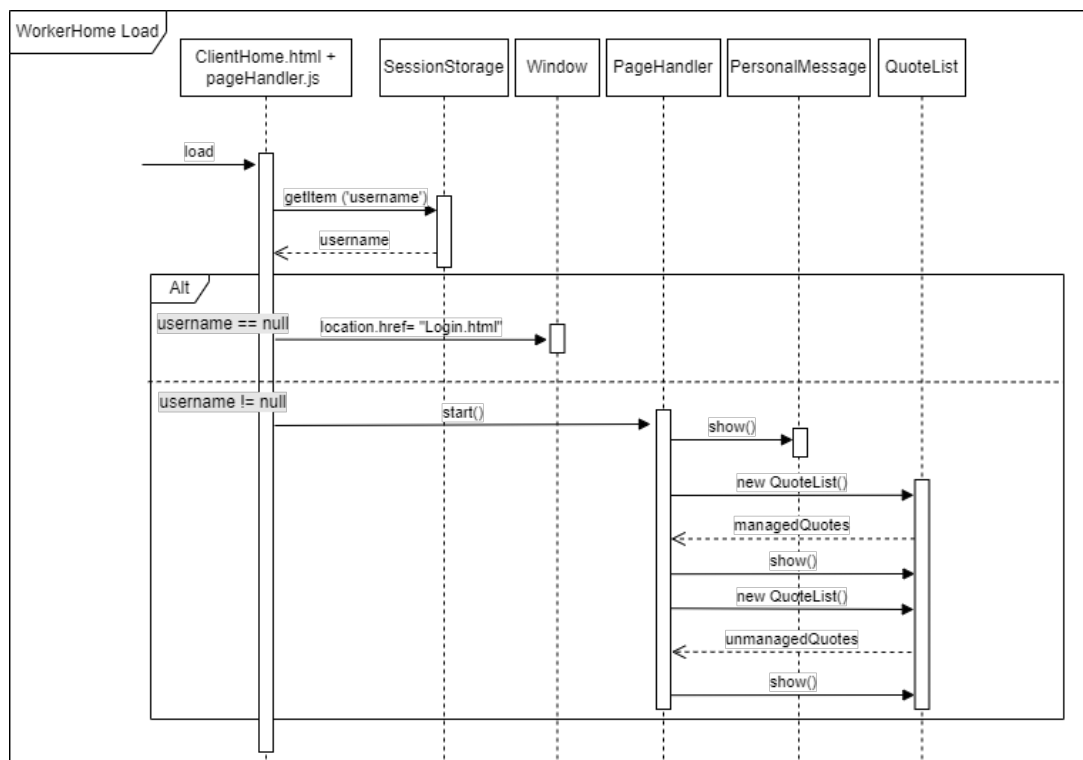 WorkerHome Load
ClientHome.html +
pageHandler.js
SessionStorage
Window
PageHandler
PersonalMessage
QuoteList
load
getItem ('username')
username
Alt
username == null
location.href= "Login.html"
username != null
start()
show()
new QuoteList()
managedQuotes
show()
new QuoteList()
unmanagedQuotes
show()